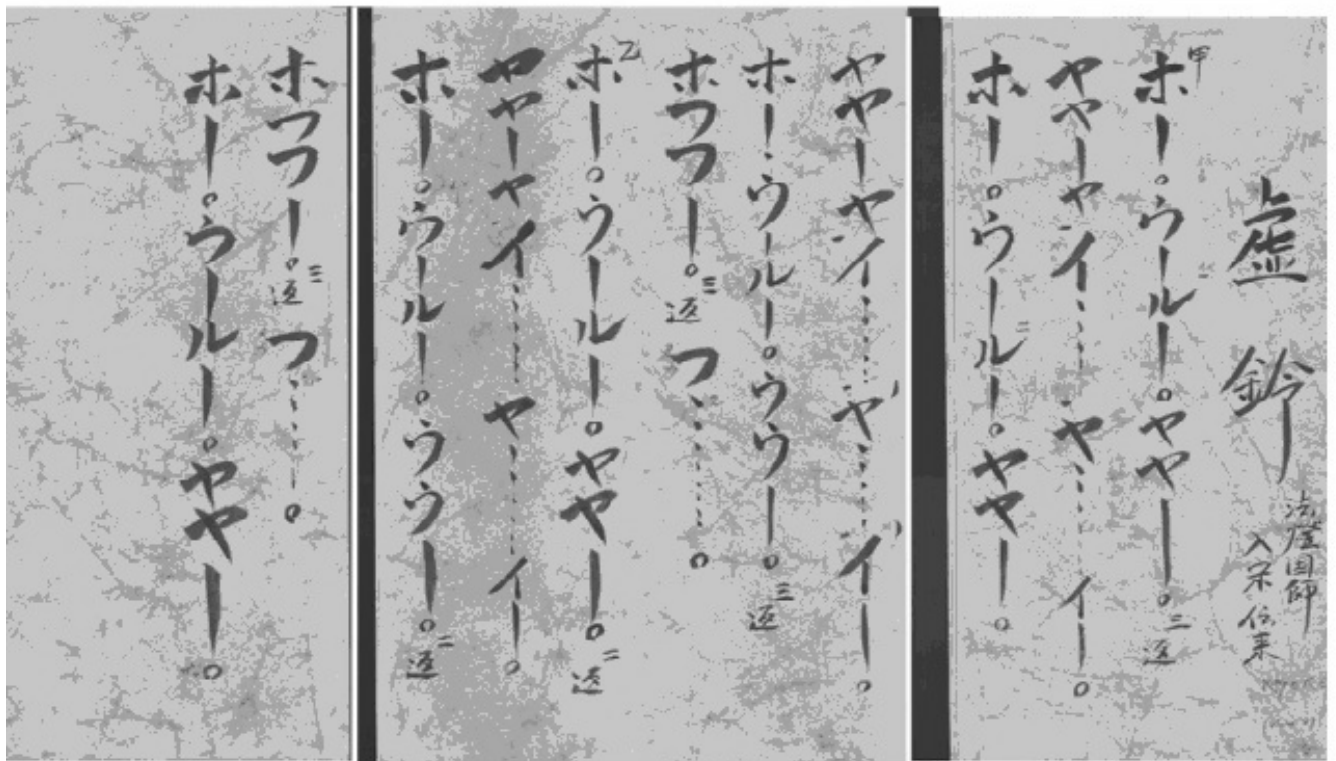 虚鈴
法燈国師
入宋伝来
甲
ホー。ウールー。ヤヤー。二返
ヤヤーヤイ……ヤ……イー。
ホー。ウールー。ヤヤー。
ヤヤーヤイ……ヤ……イー。
ホー。ウールー。ウウー。三返
ホフフー。三返 フ……。
乙
ホー。ウールー。ヤヤー。二返
ヤヤーヤイ……ヤ……イー。
ホー。ウールー。ウウー。二返
ホフフー。三返 フ……。
ホー。ウールー。ヤヤー。